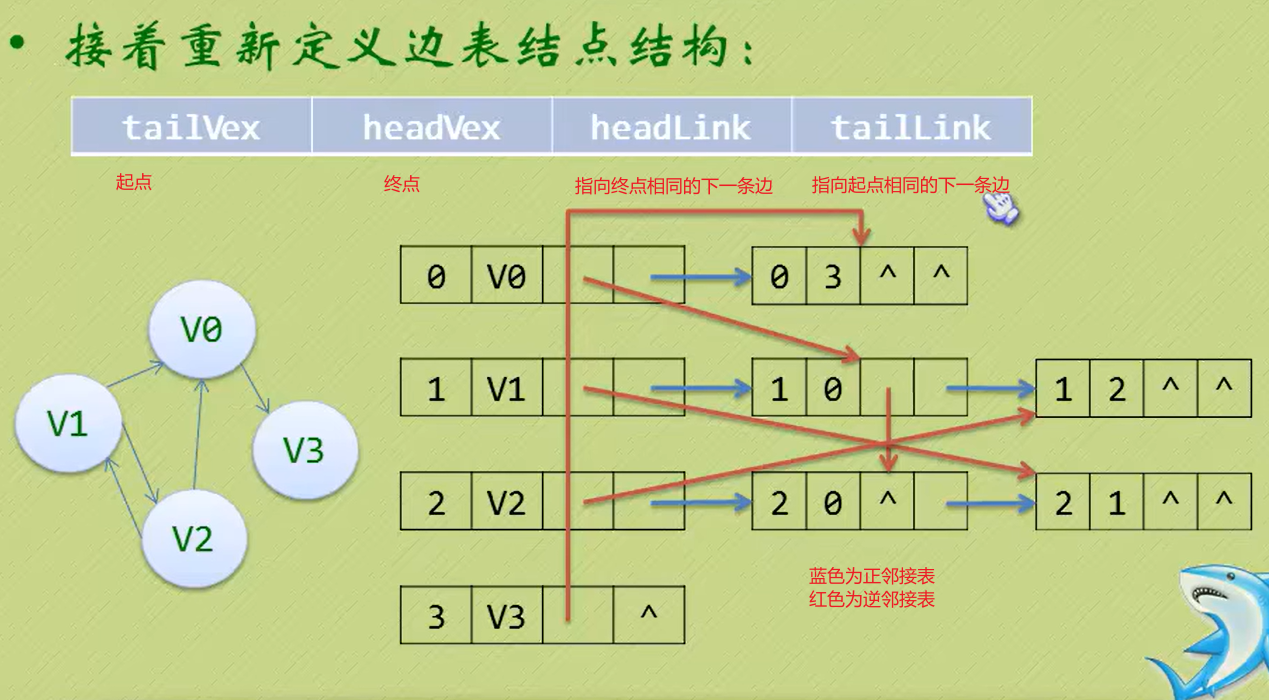 • 接着重新定义边表结点结构：
tailVex headVex headLink tailLink
起点 终点 指向终点相同的下一条边 指向起点相同的下一条边
0 V0 0 3 ^ ^
V0
1 V1 1 0 1 2 ^ ^
V1
V3
2 V2 2 0 ^ 2 1 ^ ^
V2
蓝色为正邻接表
红色为逆邻接表
3 V3 ^